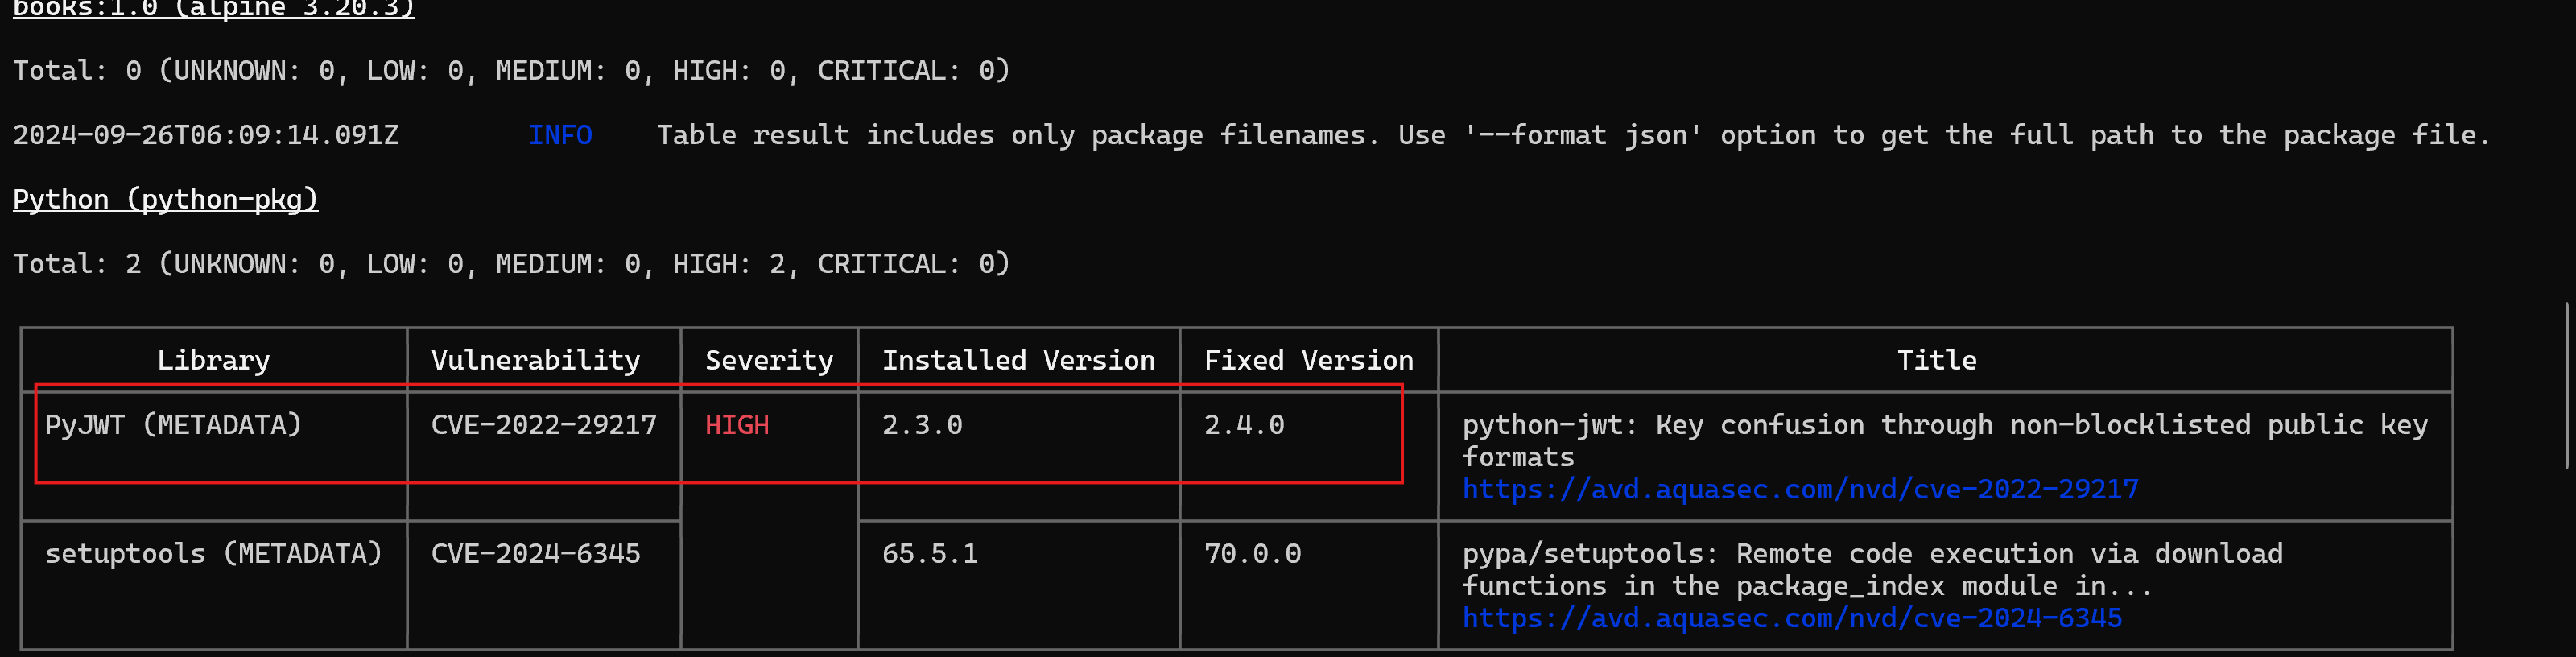 books:1.0 (alpine 3.20.3)
Total: 0 (UNKNOWN: 0, LOW: 0, MEDIUM: 0, HIGH: 0, CRITICAL: 0)
2024-09-26T06:09:14.091Z INFO Table result includes only package filenames. Use '--format json' option to get the full path to the package file.
Python (python-pkg)
Total: 2 (UNKNOWN: 0, LOW: 0, MEDIUM: 0, HIGH: 2, CRITICAL: 0)
Library Vulnerability Severity Installed Version Fixed Version Title
PyJWT (METADATA) CVE-2022-29217 HIGH 2.3.0 2.4.0 python-jwt: Key confusion through non-blocklisted public key
formats
https://avd.aquasec.com/nvd/cve-2022-29217
setuptools (METADATA) CVE-2024-6345 65.5.1 70.0.0 pypa/setuptools: Remote code execution via download
functions in the package_index module in...
https://avd.aquasec.com/nvd/cve-2024-6345